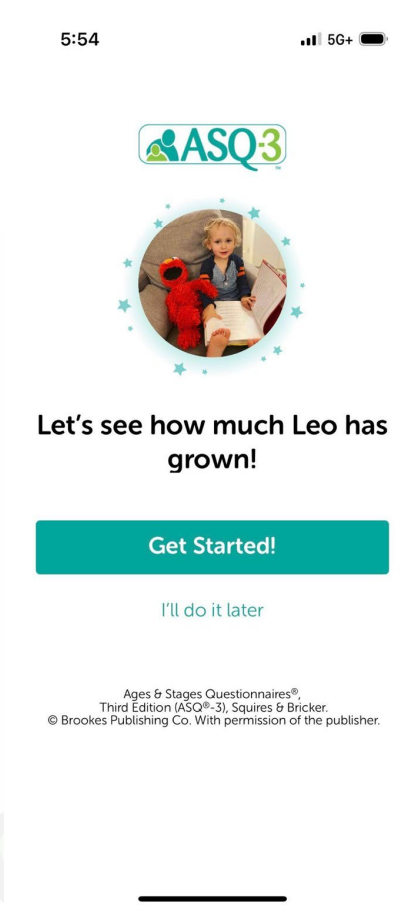 5:54
5G+
ASQ-3™
Let's see how much Leo has
grown!
Get Started!
I'll do it later
Ages & Stages Questionnaires®,
Third Edition (ASQ®-3), Squires & Bricker.
© Brookes Publishing Co. With permission of the publisher.